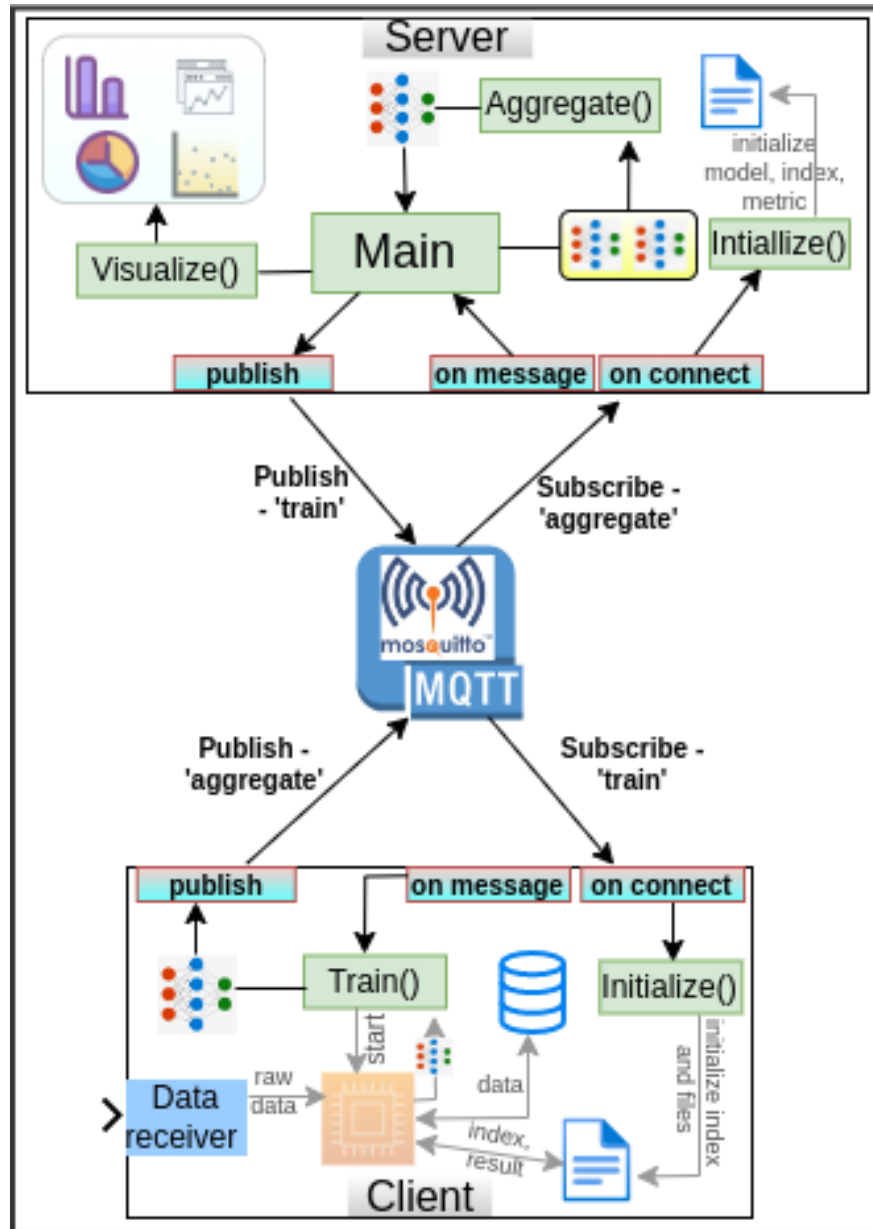 Server
Aggregate()
initialize
model, index,
metric
Main
Visualize()
Intiallize()
publish
on message
on connect
Publish
- 'train'
Subscribe -
'aggregate'
mosquitto™
MQTT
Publish -
'aggregate'
Subscribe -
'train'
publish
on message
on connect
Train()
Initialize()
start
initialize index
and files
raw
data
data
Data
receiver
index,
result
Client